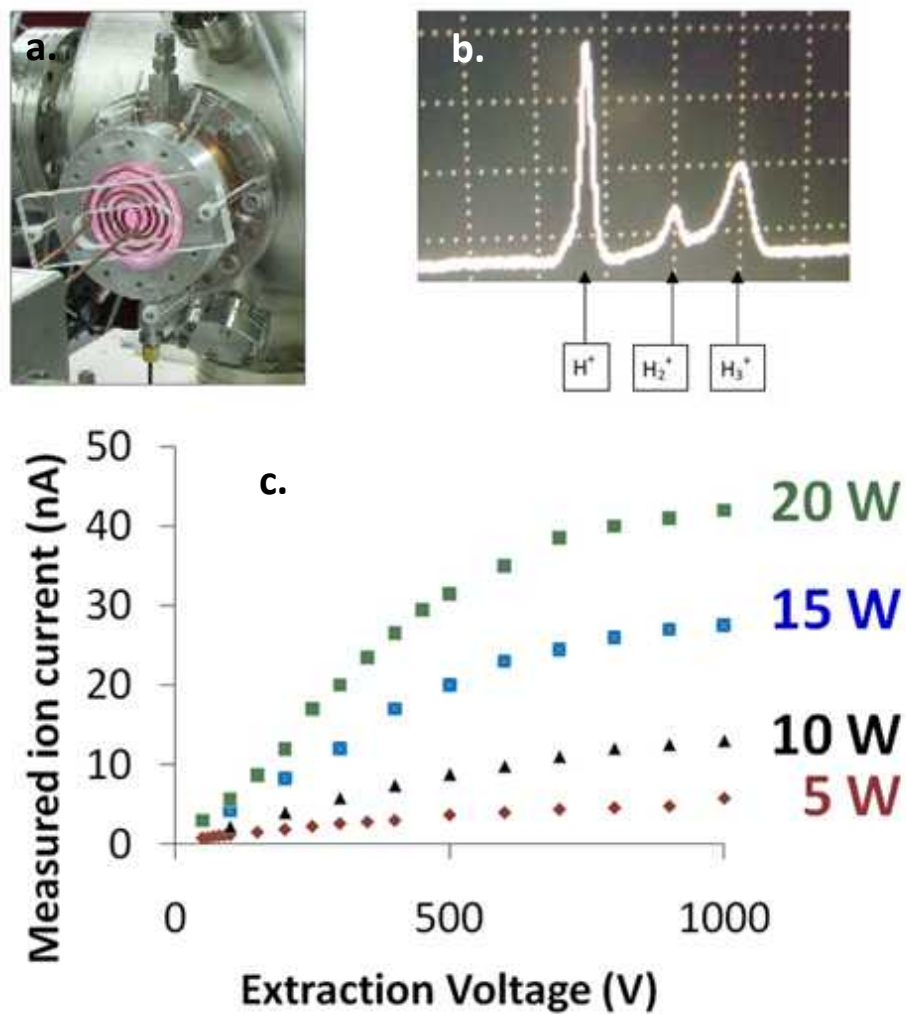 a.
b.
H⁺
H₂⁺
H₃⁺
c.
Measured ion current (nA)
50
40
30
20
10
0
20 W
15 W
10 W
5 W
0
500
1000
Extraction Voltage (V)